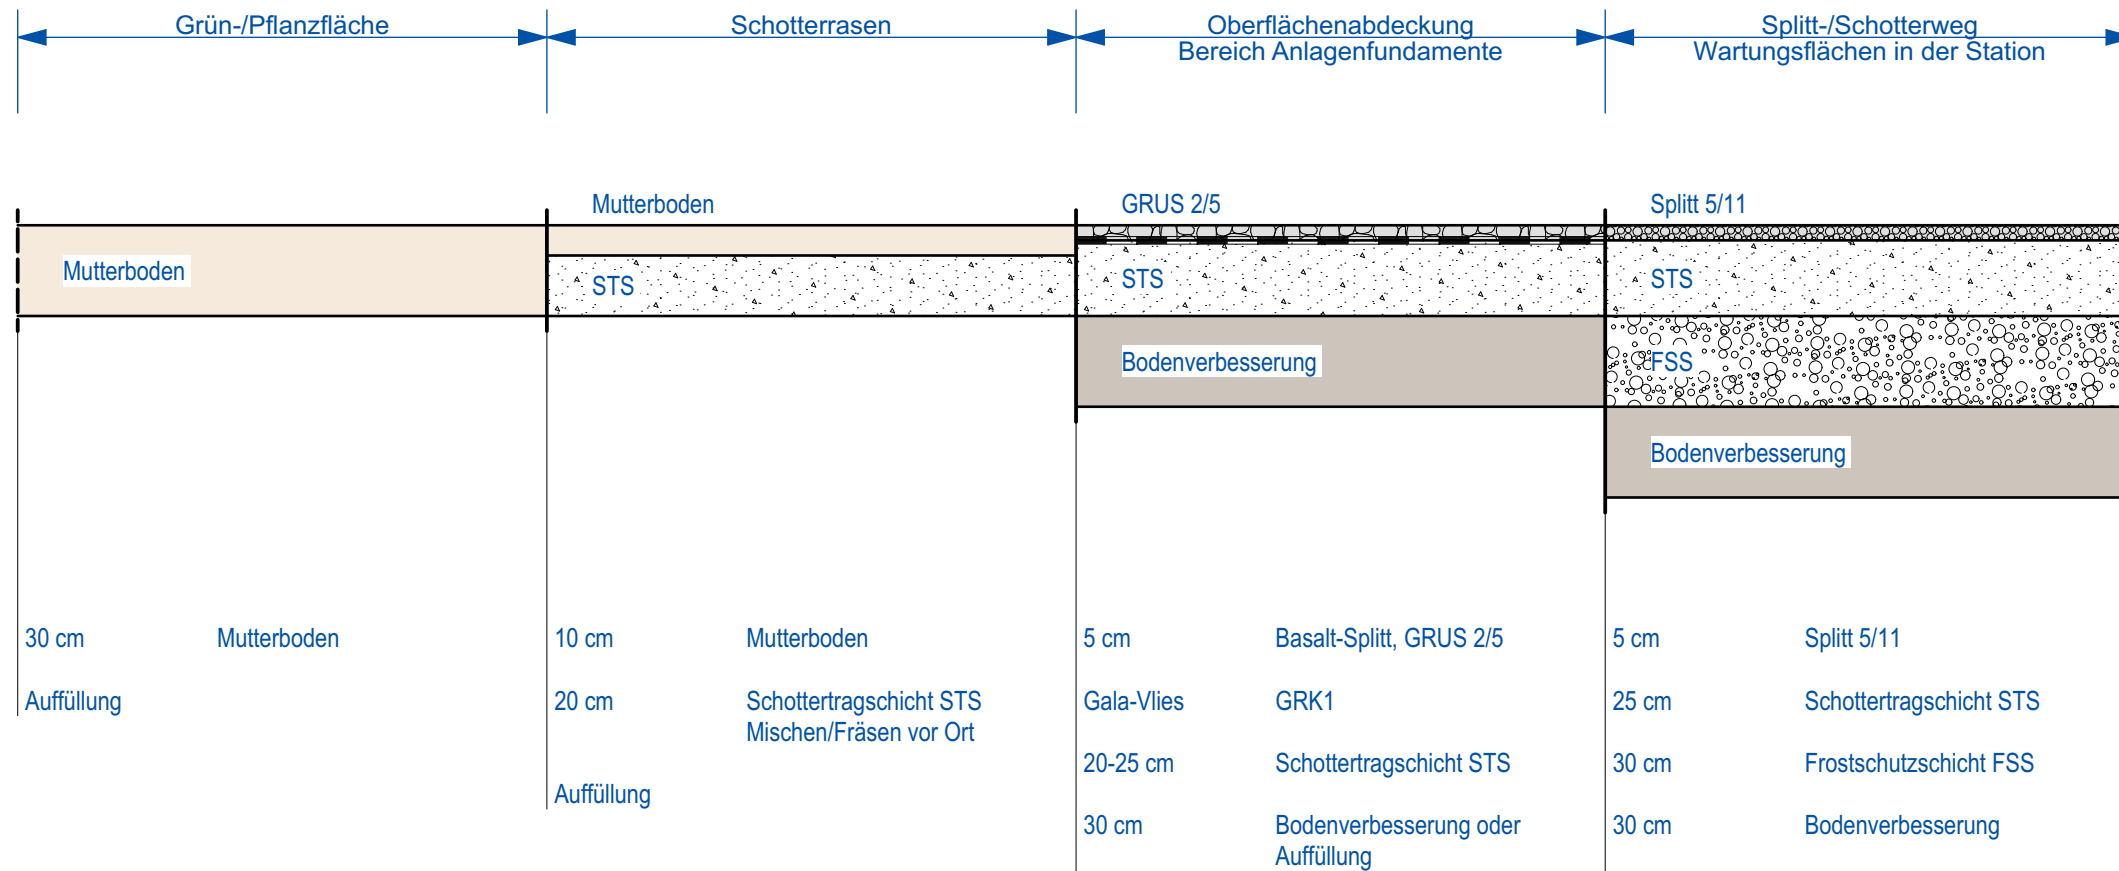 Grün-/Pflanzfläche
Schotterrasen
Oberflächenabdeckung
Bereich Anlagenfundamente
Splitt-/Schotterweg
Wartungsflächen in der Station
Mutterboden
GRUS 2/5
Splitt 5/11
Mutterboden
STS
STS
STS
Bodenverbesserung
FSS
Bodenverbesserung
30 cm Mutterboden
Auffüllung
10 cm Mutterboden
20 cm Schottertragschicht STS
Mischen/Fräsen vor Ort
Auffüllung
5 cm Basalt-Splitt, GRUS 2/5
Gala-Vlies GRK1
20-25 cm Schottertragschicht STS
30 cm Bodenverbesserung oder
Auffüllung
5 cm Splitt 5/11
25 cm Schottertragschicht STS
30 cm Frostschutzschicht FSS
30 cm Bodenverbesserung